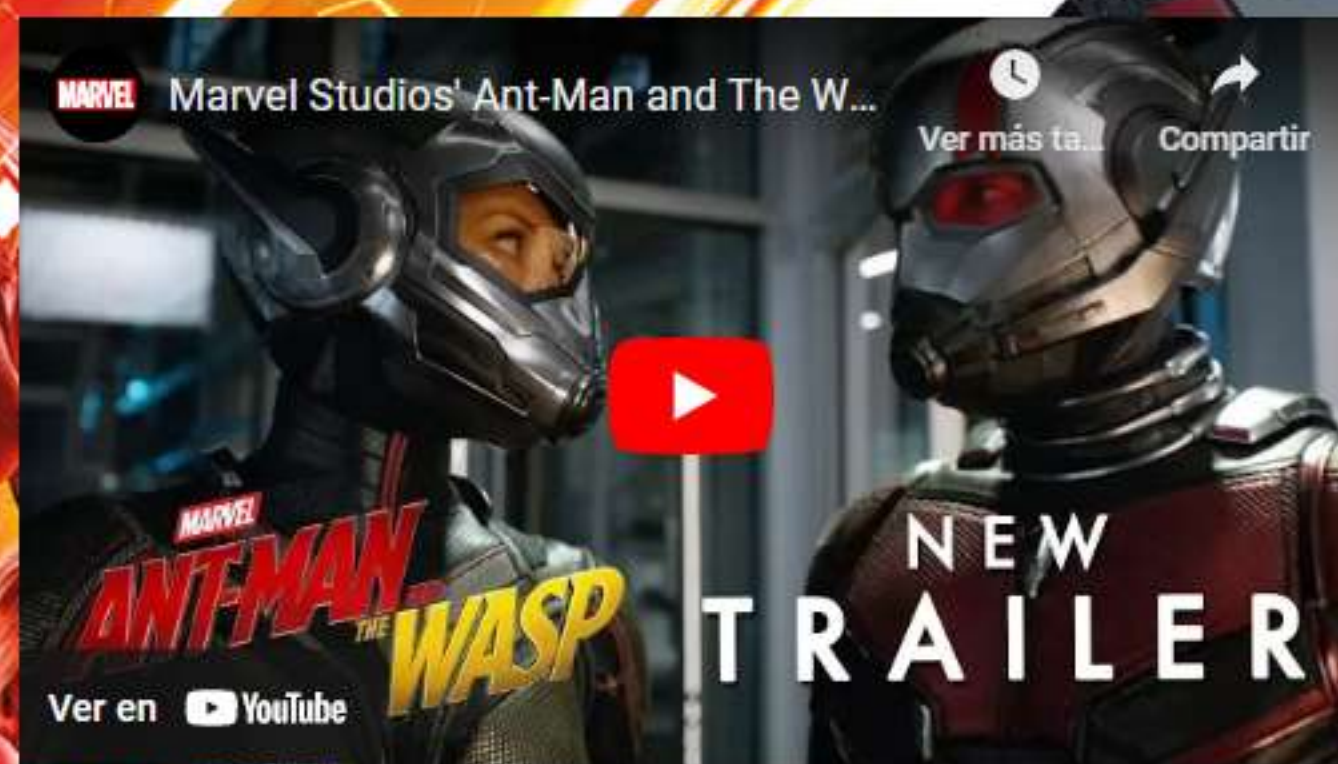 MARVEL
Marvel Studios' Ant-Man and The W...
Ver más ta...
Compartir
MARVEL
ANT-MAN
THE WASP
NEW
TRAILER
Ver en YouTube